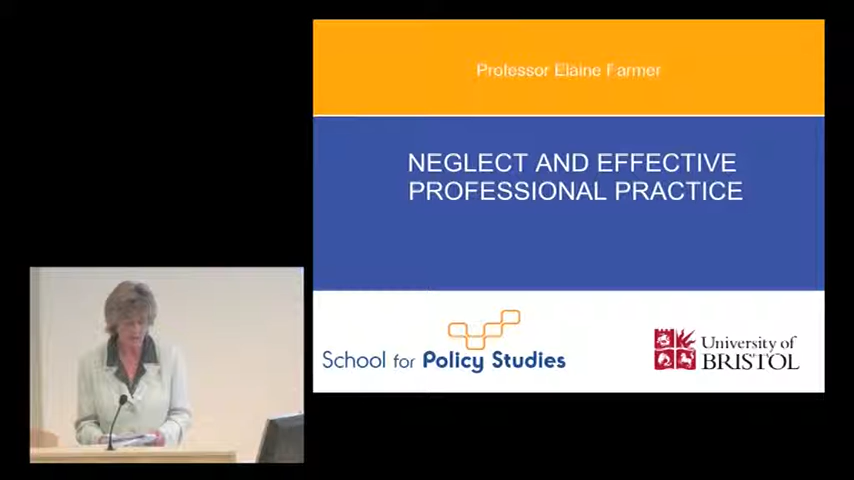 Professor Elaine Farmer
NEGLECT AND EFFECTIVE
PROFESSIONAL PRACTICE
School for Policy Studies
University of
BRISTOL